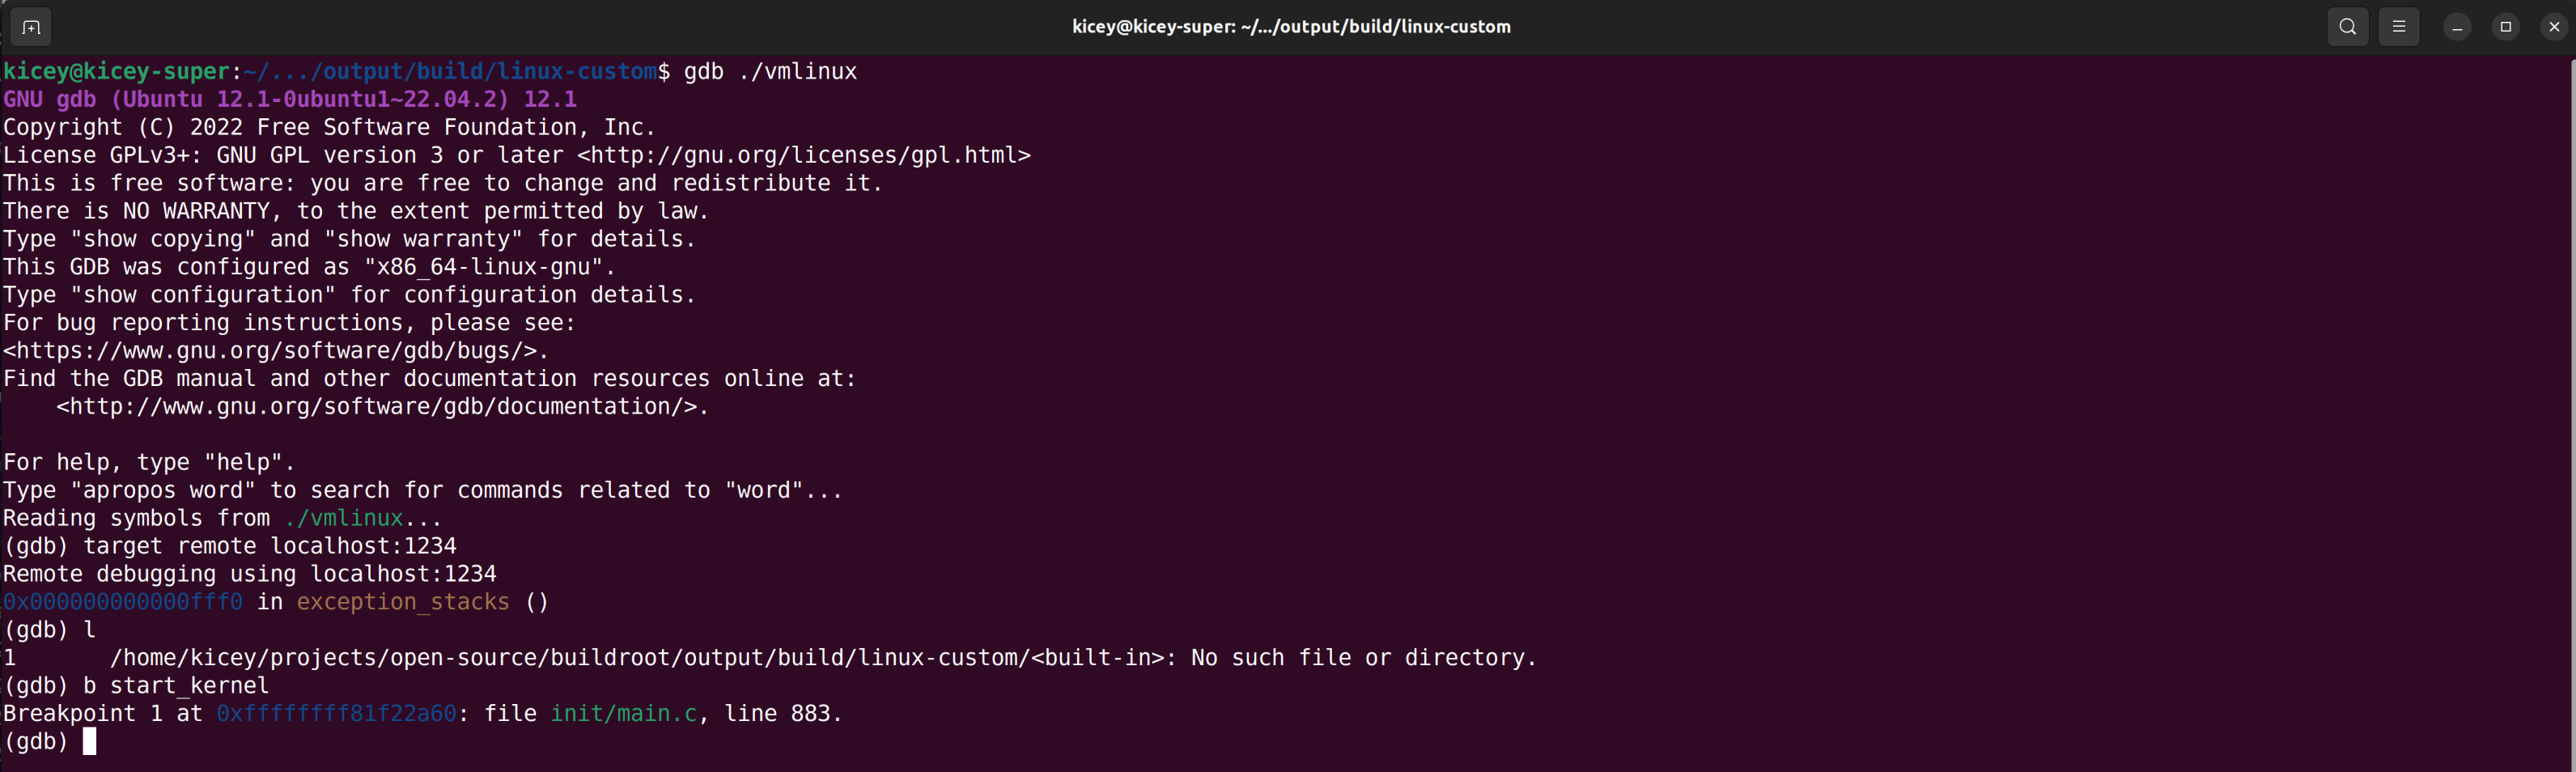 kicey@kicey-super: ~/.../output/build/linux-custom
kicey@kicey-super:~/.../output/build/linux-custom$ gdb ./vmlinux
GNU gdb (Ubuntu 12.1-0ubuntu1~22.04.2) 12.1
Copyright (C) 2022 Free Software Foundation, Inc.
License GPLv3+: GNU GPL version 3 or later <http://gnu.org/licenses/gpl.html>
This is free software: you are free to change and redistribute it.
There is NO WARRANTY, to the extent permitted by law.
Type "show copying" and "show warranty" for details.
This GDB was configured as "x86_64-linux-gnu".
Type "show configuration" for configuration details.
For bug reporting instructions, please see:
<https://www.gnu.org/software/gdb/bugs/>.
Find the GDB manual and other documentation resources online at:
    <http://www.gnu.org/software/gdb/documentation/>.

For help, type "help".
Type "apropos word" to search for commands related to "word"...
Reading symbols from ./vmlinux...
(gdb) target remote localhost:1234
Remote debugging using localhost:1234
0x000000000000fff0 in exception_stacks ()
(gdb) l
1       /home/kicey/projects/open-source/buildroot/output/build/linux-custom/<built-in>: No such file or directory.
(gdb) b start_kernel
Breakpoint 1 at 0xffffffff81f22a60: file init/main.c, line 883.
(gdb)